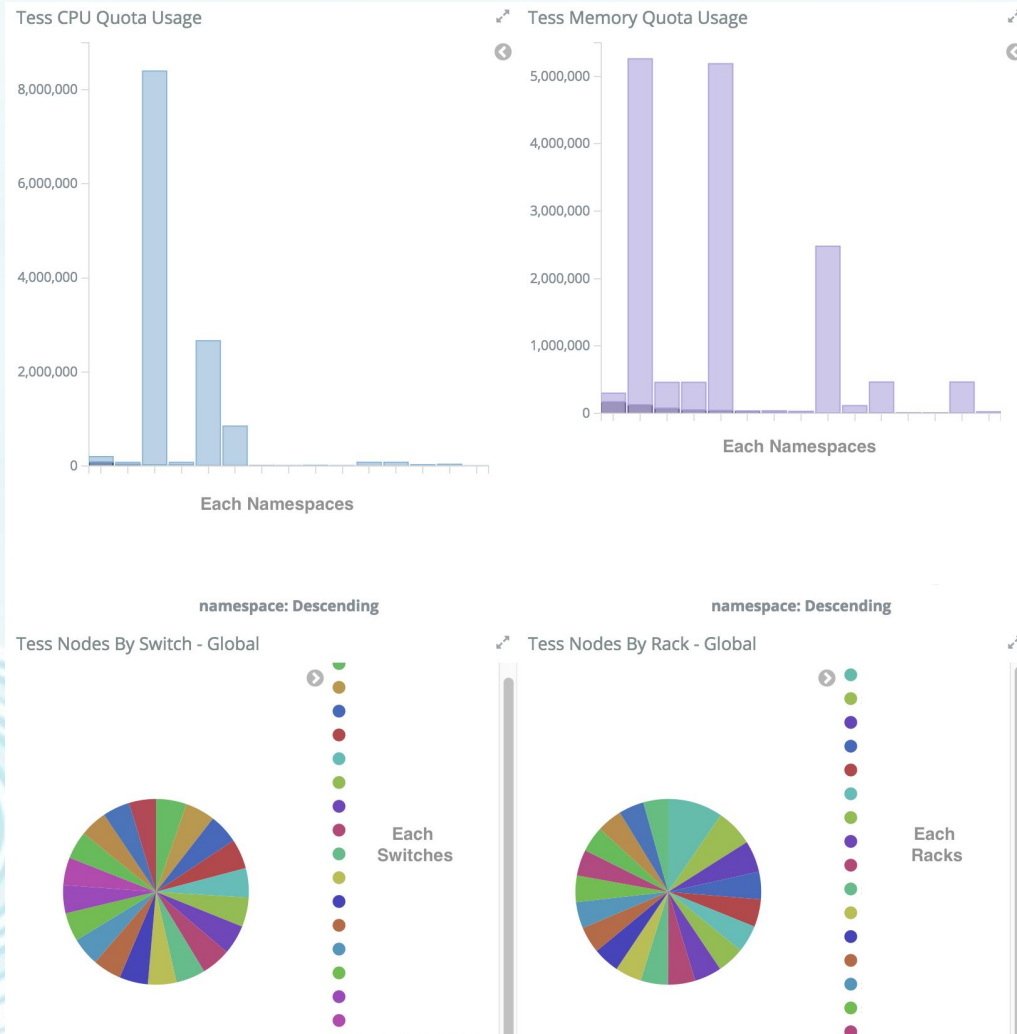 Tess CPU Quota Usage
8,000,000
6,000,000
4,000,000
2,000,000
0
Each Namespaces
namespace: Descending
Tess Memory Quota Usage
5,000,000
4,000,000
3,000,000
2,000,000
1,000,000
0
Each Namespaces
namespace: Descending
Tess Nodes By Switch - Global
Each
Switches
Tess Nodes By Rack - Global
Each
Racks